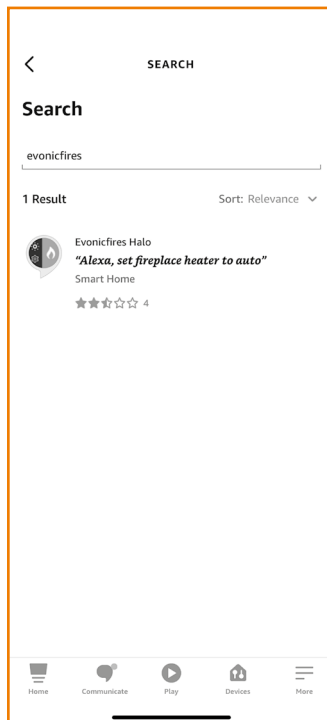 SEARCH
Search
evonicfires
1 Result Sort: Relevance
Evonicfires Halo
“Alexa, set fireplace heater to auto”
Smart Home
4
Home Communicate Play Devices More